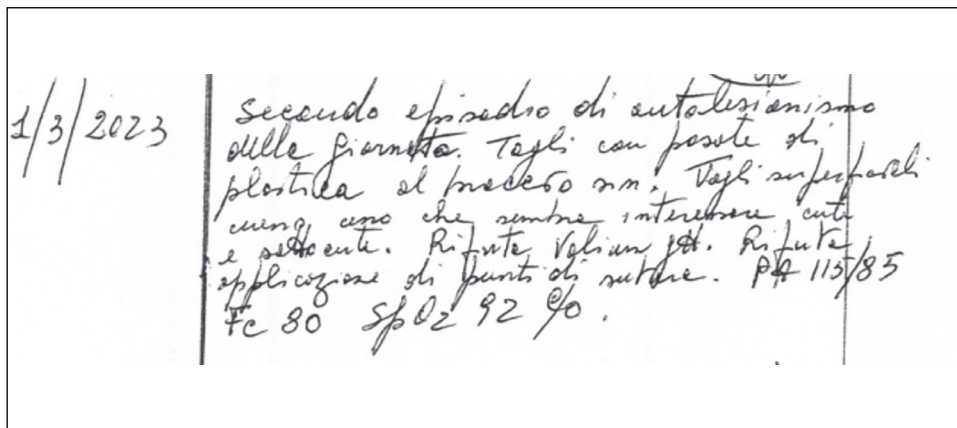 1/3/2023
Secondo episodio di autolesionismo
della giornata. Tagli con posate di
plastica al braccio sn. Tagli superficiali
meno uno che sembra interessare cute
e sottocute. Rifiuta Valium gtt. Rifiuta
applicazione di punti di sutura. PA 115/85
Fc 80 SpO2 92 %.